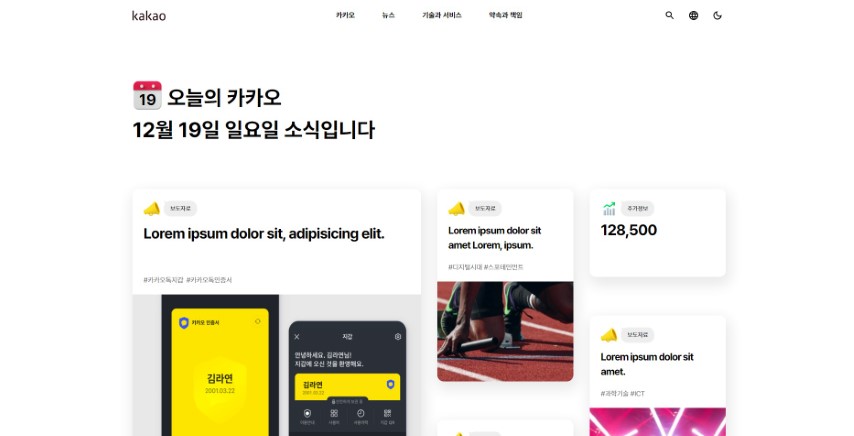 kakao
카카오 뉴스 기술과 서비스 약속과 책임
19 오늘의 카카오
12월 19일 일요일 소식입니다
보도자료
Lorem ipsum dolor sit, adipisicing elit.
#카카오톡지갑 #카카오톡인증서
카카오 인증서
김라연
2001.03.22
지갑
안녕하세요, 김라연님!
지갑에 오신 것을 환영해요.
김라연
2001.03.22
보도자료
Lorem ipsum dolor sit
amet Lorem, ipsum.
#디지털시대 #스포테인먼트
주가정보
128,500
보도자료
Lorem ipsum dolor sit
amet.
#과학기술 #ICT